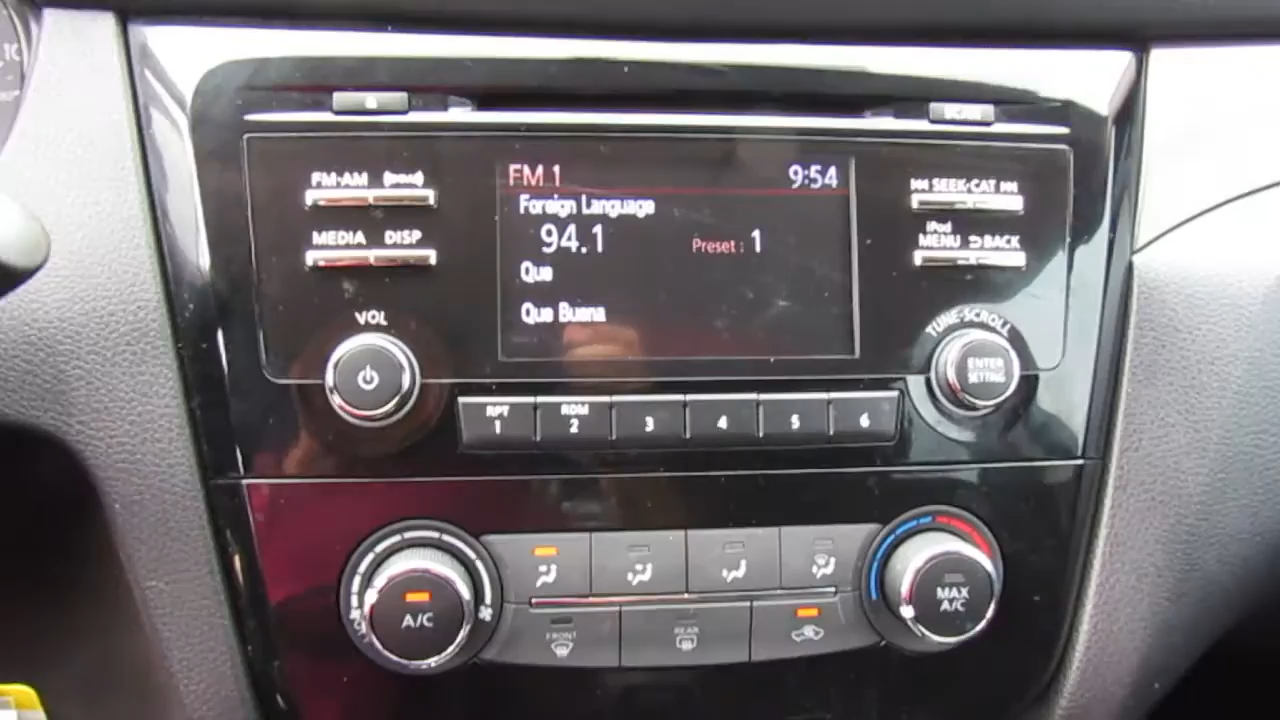 FM·AM
MEDIA DISP
VOL
FM 1 9:54
Foreign Language
94.1 Preset : 1
Que
Que Buena
SEEK·CAT
iPod
MENU BACK
TUNE·SCROLL
ENTER
SETTING
RPT
1
RDM
2
3
4
5
6
A/C
FRONT
REAR
MAX
A/C